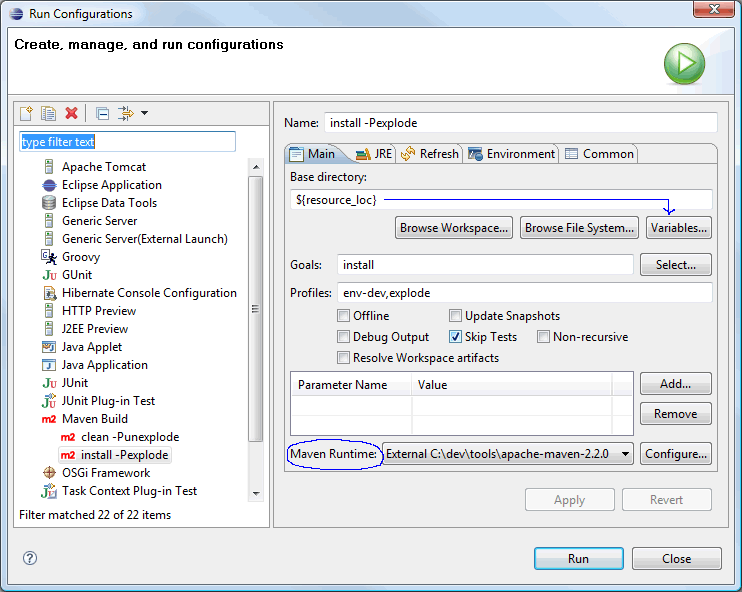 Run Configurations
Create, manage, and run configurations
type filter text
Apache Tomcat
Eclipse Application
Eclipse Data Tools
Generic Server
Generic Server(External Launch)
Groovy
GUnit
Hibernate Console Configuration
HTTP Preview
J2EE Preview
Java Applet
Java Application
JUnit
JUnit Plug-in Test
Maven Build
clean -Punexplode
install -Pexplode
OSGi Framework
Task Context Plug-in Test
Filter matched 22 of 22 items
Name: install -Pexplode
Main JRE Refresh Environment Common
Base directory:
${resource_loc}
Browse Workspace... Browse File System... Variables...
Goals: install Select...
Profiles: env-dev,explode
Offline Update Snapshots
Debug Output Skip Tests Non-recursive
Resolve Workspace artifacts
Parameter Name Value Add...
Remove
Maven Runtime: External C:\dev\tools\apache-maven-2.2.0 Configure...
Apply Revert
Run Close